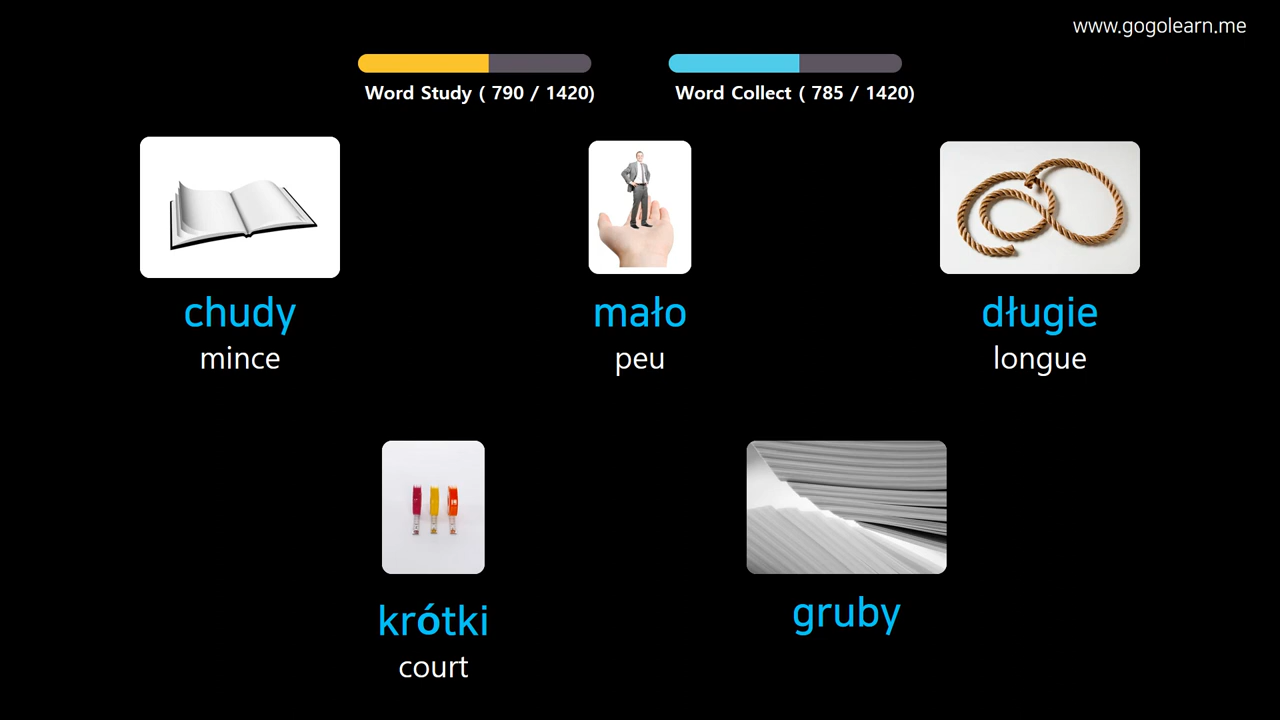 www.gogolearn.me
Word Study ( 790 / 1420)
Word Collect ( 785 / 1420)
chudy
mince
mało
peu
długie
longue
krótki
court
gruby